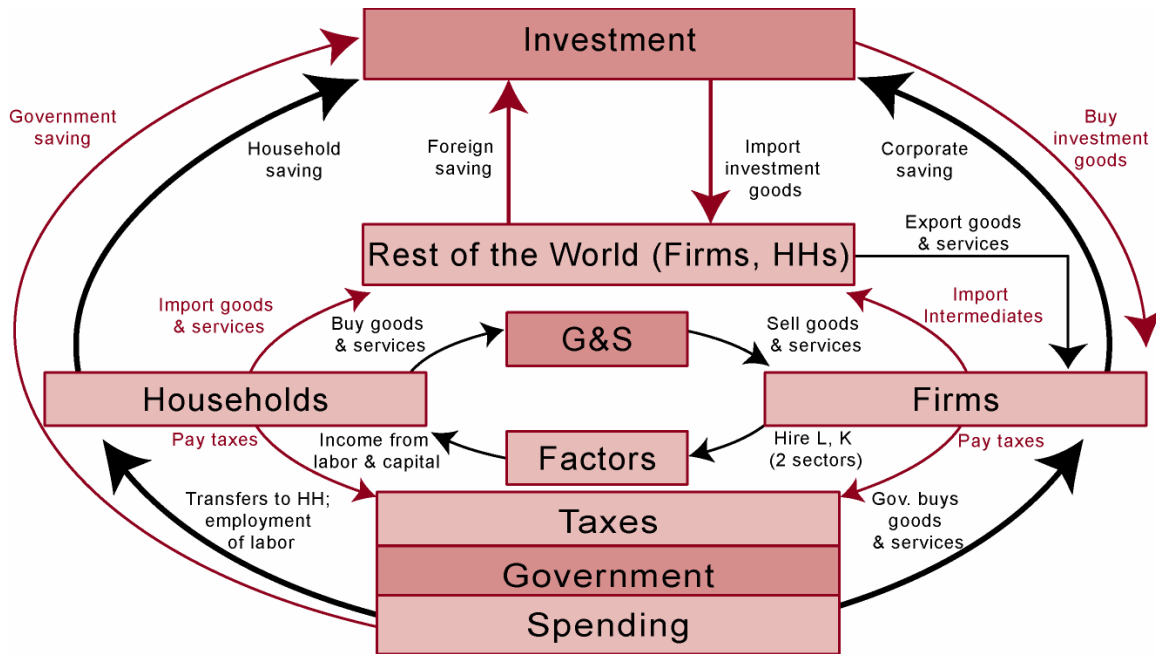 Investment
Government
saving
Household
saving
Foreign
saving
Import
investment
goods
Corporate
saving
Buy
investment
goods
Export goods
& services
Rest of the World (Firms, HHs)
Import goods
& services
Buy goods
& services
G&S
Sell goods
& services
Import
Intermediates
Households
Firms
Pay taxes
Income from
labor & capital
Factors
Hire L, K
(2 sectors)
Pay taxes
Transfers to HH;
employment
of labor
Taxes
Gov. buys
goods
& services
Government
Spending